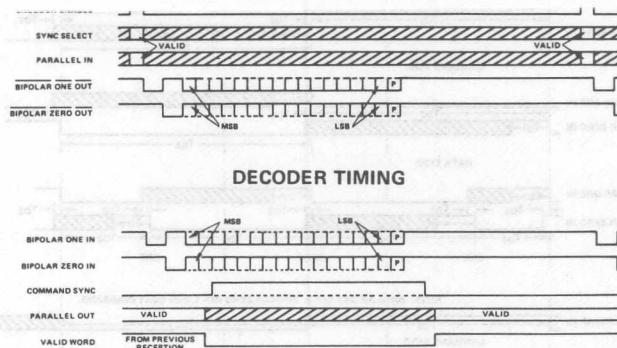 SYNC SELECT
VALID VALID
PARALLEL IN
BIPOLAR ONE OUT
P
BIPOLAR ZERO OUT
P
MSB LSB
DECODER TIMING
MSB LSB
BIPOLAR ONE IN
P
BIPOLAR ZERO IN
P
COMMAND SYNC
PARALLEL OUT VALID VALID
VALID WORD FROM PREVIOUS RECEPTION